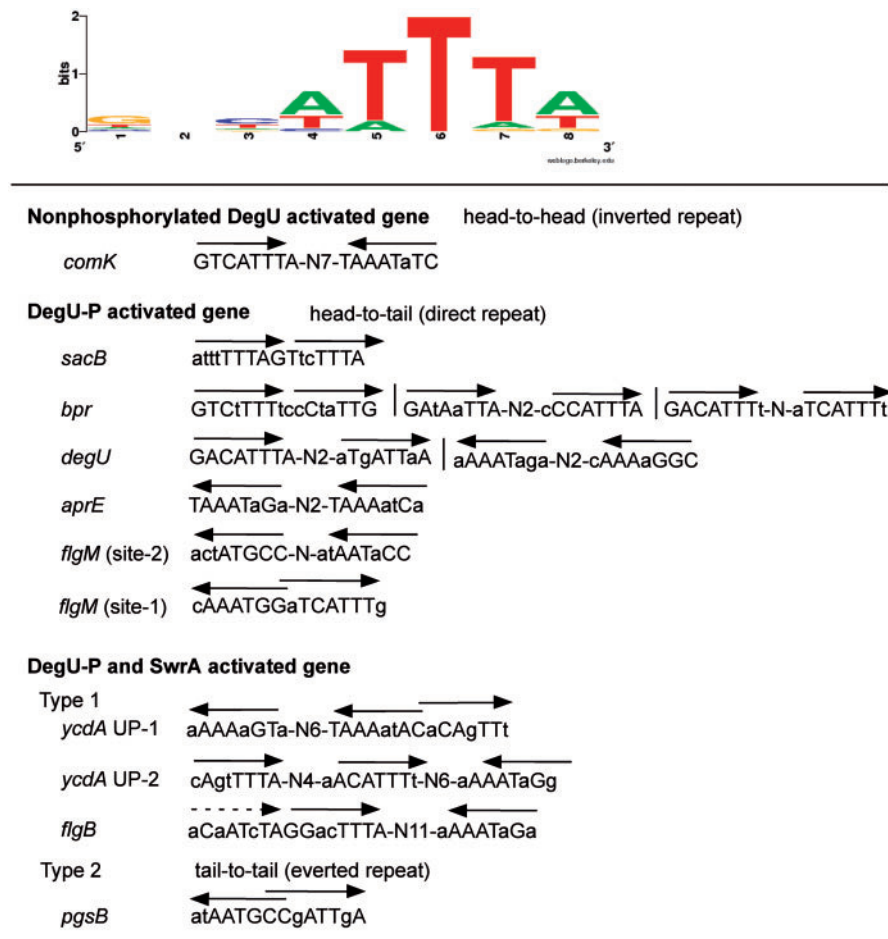 2
bits
1
0
G T C A T T T A
5′ 1 2 3 4 5 6 7 8 3′
weblogo.berkeley.edu
Nonphosphorylated DegU activated gene head-to-head (inverted repeat)
comK GTCATTTA-N7-TAAATaTC
DegU-P activated gene head-to-tail (direct repeat)
sacB atttTTTAGTtcTTTA
bpr GTCtTTTtccCtaTTG | GAtAaTTA-N2-cCCATTTA | GACATTTt-N-aTCATTTt
degU GACATTTA-N2-aTgATTaA | aAAATaga-N2-cAAAaGGC
aprE TAAATaGa-N2-TAAAatCa
flgM (site-2) actATGCC-N-atAATaCC
flgM (site-1) cAAATGGaTCATTTg
DegU-P and SwrA activated gene
Type 1
ycdA UP-1 aAAAaGTa-N6-TAAAatACaCAgTTt
ycdA UP-2 cAgtTTTA-N4-aACATTTt-N6-aAAATaGg
flgB aCaATcTAGGacTTTA-N11-aAAATaGa
Type 2 tail-to-tail (everted repeat)
pgsB atAATGCCgATTgA